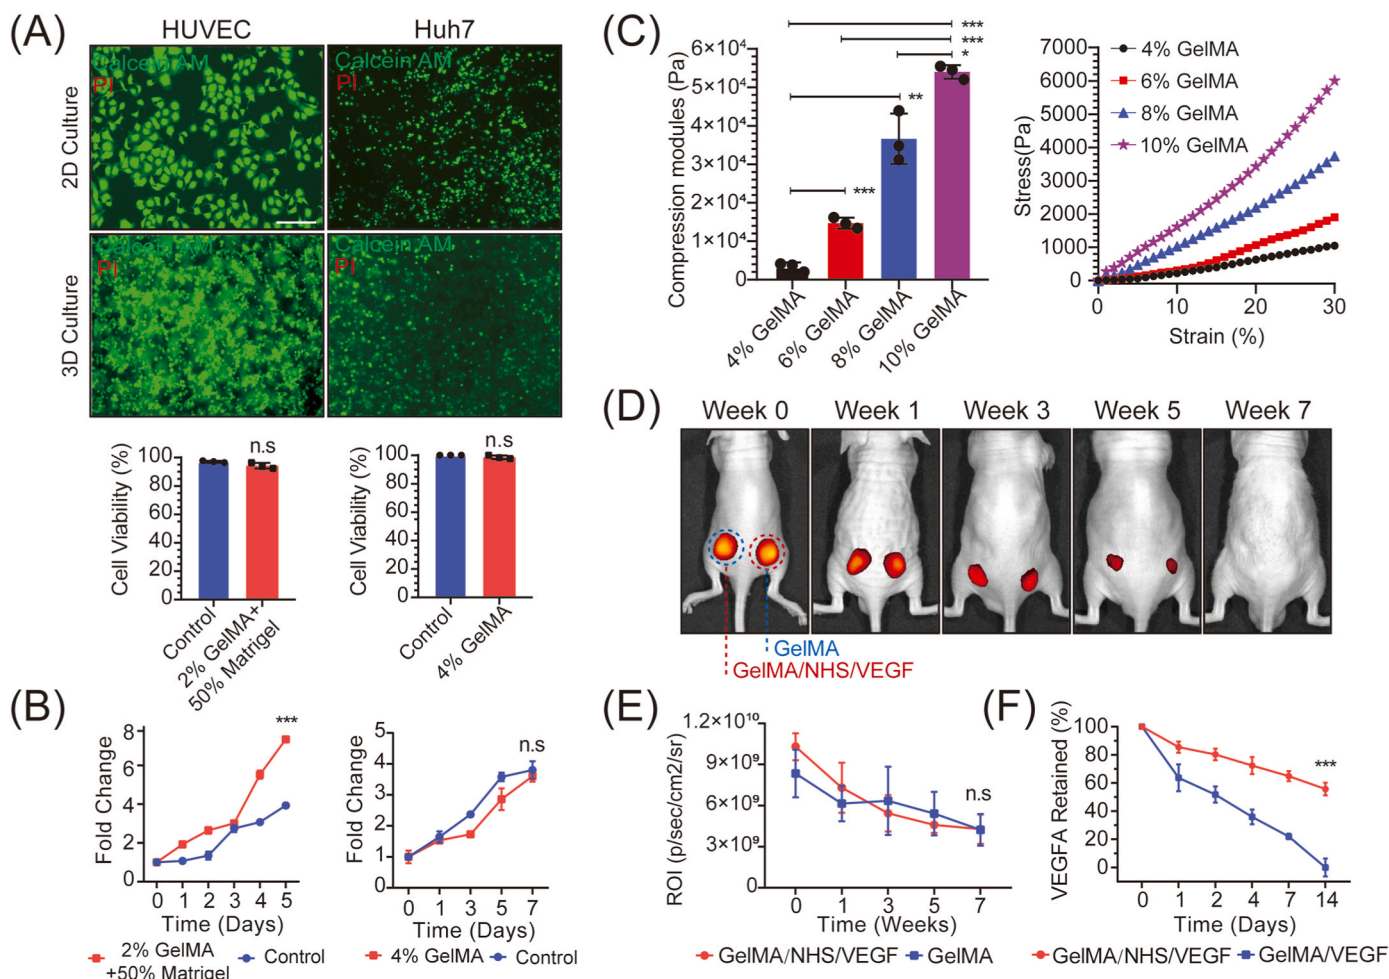 (A)
HUVEC
Huh7
2D Culture
Calcein AM
PI
Calcein AM
PI
3D Culture
Calcein AM
PI
Calcein AM
PI
Cell Viability (%)
100
80
60
40
20
0
n.s
Control
2% GelMA+
50% Matrigel
Cell Viability (%)
100
80
60
40
20
0
n.s
Control
4% GelMA
(B)
Fold Change
8
6
4
2
0
***
0 1 2 3 4 5
Time (Days)
2% GelMA
+50% Matrigel
Control
Fold Change
5
4
3
2
1
0
n.s
0 1 3 5 7
Time (Days)
4% GelMA
Control
(C)
Compression modules (Pa)
6×10⁴
5×10⁴
4×10⁴
3×10⁴
2×10⁴
1×10⁴
0
***
***
*
**
***
4% GelMA
6% GelMA
8% GelMA
10% GelMA
Stress(Pa)
7000
6000
5000
4000
3000
2000
1000
0
4% GelMA
6% GelMA
8% GelMA
10% GelMA
0 10 20 30
Strain (%)
(D)
Week 0
Week 1
Week 3
Week 5
Week 7
GelMA
GelMA/NHS/VEGF
(E)
ROI (p/sec/cm2/sr)
1.2×10¹⁰
9×10⁹
6×10⁹
3×10⁹
0
n.s
0 1 3 5 7
Time (Weeks)
GelMA/NHS/VEGF
GelMA
(F)
VEGFA Retained (%)
100
80
60
40
20
0
***
0 1 2 4 7 14
Time (Days)
GelMA/NHS/VEGF
GelMA/VEGF